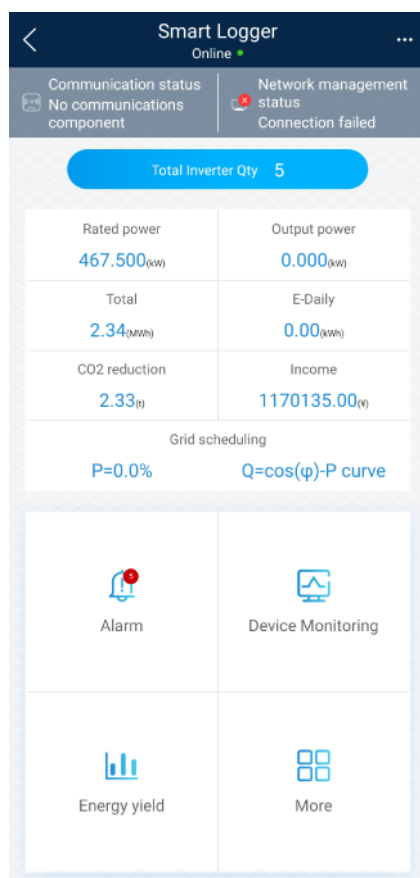 Smart Logger
Online
Communication status
No communications
component
Network management
status
Connection failed
Total Inverter Qty 5
Rated power
467.500(kW)
Output power
0.000(kW)
Total
2.34(MWh)
E-Daily
0.00(kWh)
CO2 reduction
2.33(t)
Income
1170135.00(¥)
Grid scheduling
P=0.0% Q=cos(φ)-P curve
5
Alarm
Device Monitoring
Energy yield
More